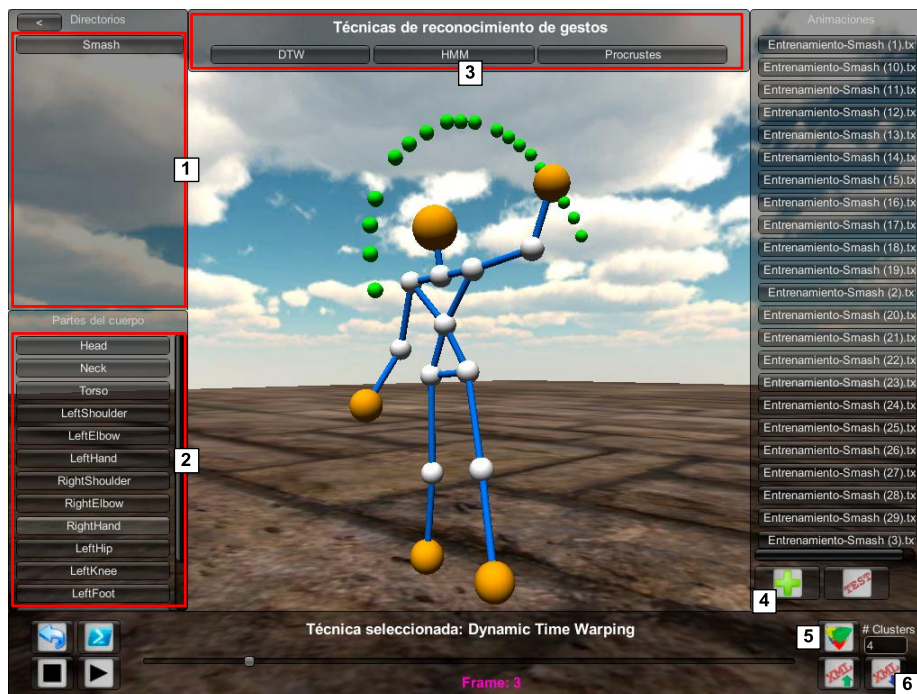 <
Directorios
Smash
1
Partes del cuerpo
Head
Neck
Torso
LeftShoulder
LeftElbow
LeftHand
RightShoulder
RightElbow
RightHand
LeftHip
LeftKnee
LeftFoot
2
Técnicas de reconocimiento de gestos
DTW
HMM
Procrustes
3
Animaciones
Entrenamiento-Smash (1).tx
Entrenamiento-Smash (10).tx
Entrenamiento-Smash (11).tx
Entrenamiento-Smash (12).tx
Entrenamiento-Smash (13).tx
Entrenamiento-Smash (14).tx
Entrenamiento-Smash (15).tx
Entrenamiento-Smash (16).tx
Entrenamiento-Smash (17).tx
Entrenamiento-Smash (18).tx
Entrenamiento-Smash (19).tx
Entrenamiento-Smash (2).tx
Entrenamiento-Smash (20).tx
Entrenamiento-Smash (21).tx
Entrenamiento-Smash (22).tx
Entrenamiento-Smash (23).tx
Entrenamiento-Smash (24).tx
Entrenamiento-Smash (25).tx
Entrenamiento-Smash (26).tx
Entrenamiento-Smash (27).tx
Entrenamiento-Smash (28).tx
Entrenamiento-Smash (29).tx
Entrenamiento-Smash (3).tx
4
TEST
Técnica seleccionada: Dynamic Time Warping
Frame: 3
5
# Clusters
4
XML
XML
6